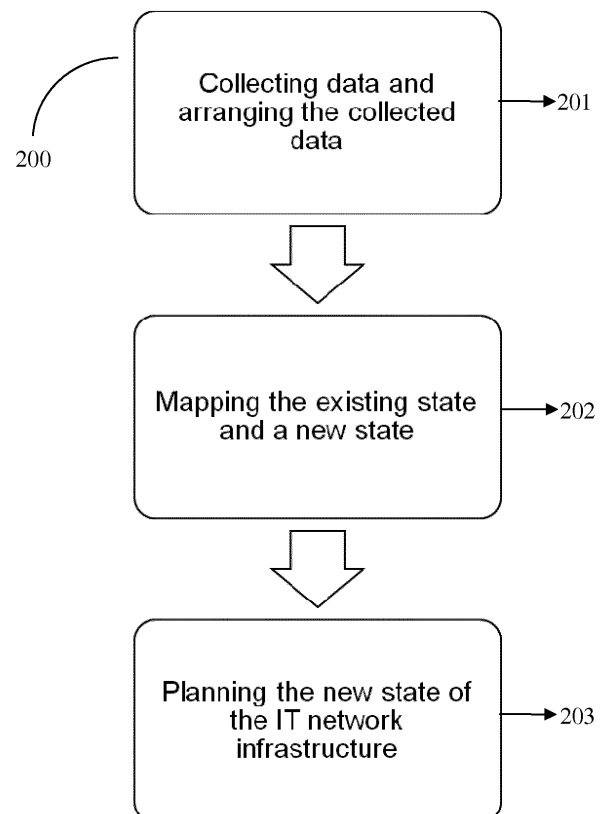 Collecting data and
arranging the collected
data
201
200
Mapping the existing state
and a new state
202
Planning the new state of
the IT network
infrastructure
203